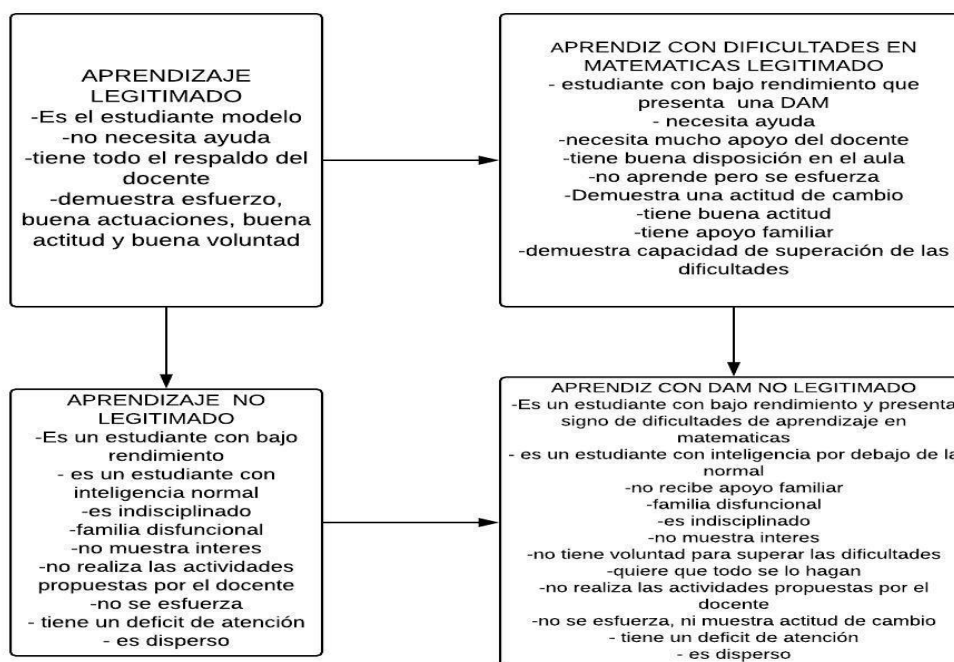 APRENDIZAJE
LEGITIMADO
-Es el estudiante modelo
-no necesita ayuda
-tiene todo el respaldo del
docente
-demuestra esfuerzo,
buena actuaciones, buena
actitud y buena voluntad
APRENDIZ CON DIFICULTADES EN
MATEMATICAS LEGITIMADO
- estudiante con bajo rendimiento que
presenta una DAM
- necesita ayuda
-necesita mucho apoyo del docente
-tiene buena disposición en el aula
-no aprende pero se esfuerza
-Demuestra una actitud de cambio
-tiene buena actitud
-tiene apoyo familiar
-demuestra capacidad de superación de las
dificultades
APRENDIZAJE NO
LEGITIMADO
-Es un estudiante con bajo
rendimiento
- es un estudiante con
inteligencia normal
-es indisciplinado
-familia disfuncional
-no muestra interes
-no realiza las actividades
propuestas por el docente
-no se esfuerza
- tiene un deficit de atención
- es disperso
APRENDIZ CON DAM NO LEGITIMADO
-Es un estudiante con bajo rendimiento y presenta
signo de dificultades de aprendizaje en
matematicas
- es un estudiante con inteligencia por debajo de la
normal
-no recibe apoyo familiar
-familia disfuncional
-es indisciplinado
-no muestra interes
-no tiene voluntad para superar las dificultades
-quiere que todo se lo hagan
-no realiza las actividades propuestas por el
docente
-no se esfuerza, ni muestra actitud de cambio
- tiene un deficit de atención
- es disperso